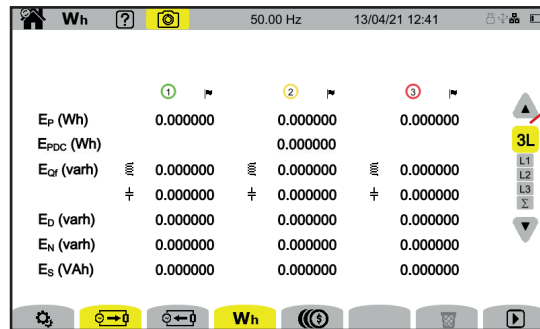 Wh ? 50.00 Hz 13/04/21 12:41
1 2 3
EP (Wh) 0.000000 0.000000 0.000000
EPDC (Wh) 0.000000
EQf (varh) 0.000000 0.000000 0.000000
0.000000 0.000000 0.000000
ED (varh) 0.000000 0.000000 0.000000
EN (varh) 0.000000 0.000000 0.000000
ES (VAh) 0.000000 0.000000 0.000000
3L
L1
L2
L3
Σ
Wh $